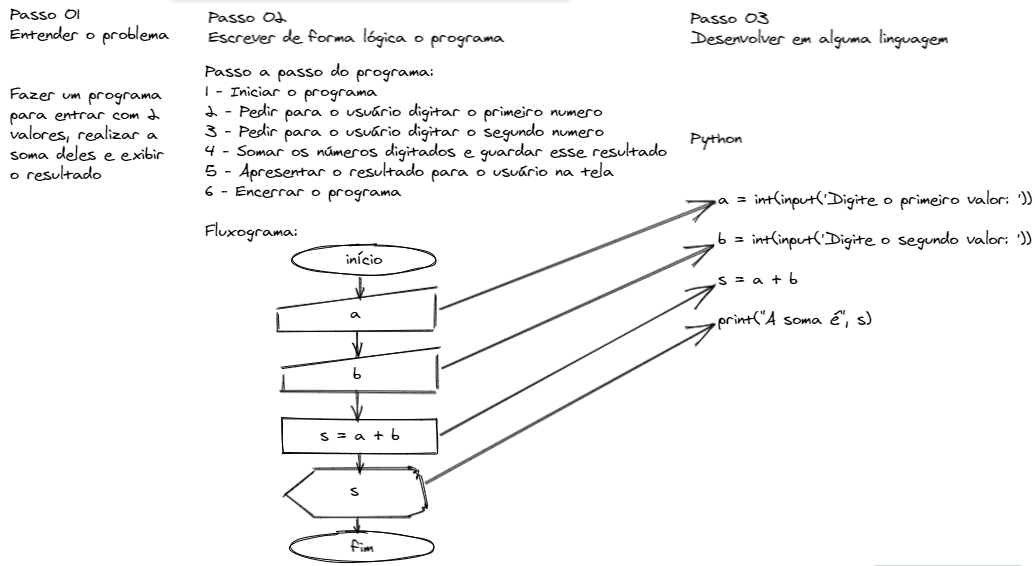 Passo 01
Entender o problema
Fazer um programa
para entrar com 2
valores, realizar a
soma deles e exibir
o resultado
Passo 02
Escrever de forma lógica o programa
Passo a passo do programa:
1 - Iniciar o programa
2 - Pedir para o usuário digitar o primeiro numero
3 - Pedir para o usuário digitar o segundo numero
4 - Somar os números digitados e guardar esse resultado
5 - Apresentar o resultado para o usuário na tela
6 - Encerrar o programa
Fluxograma:
início
a
b
s = a + b
s
fim
Passo 03
Desenvolver em alguma linguagem
Python
a = int(input('Digite o primeiro valor: '))
b = int(input('Digite o segundo valor: '))
s = a + b
print("A soma é", s)